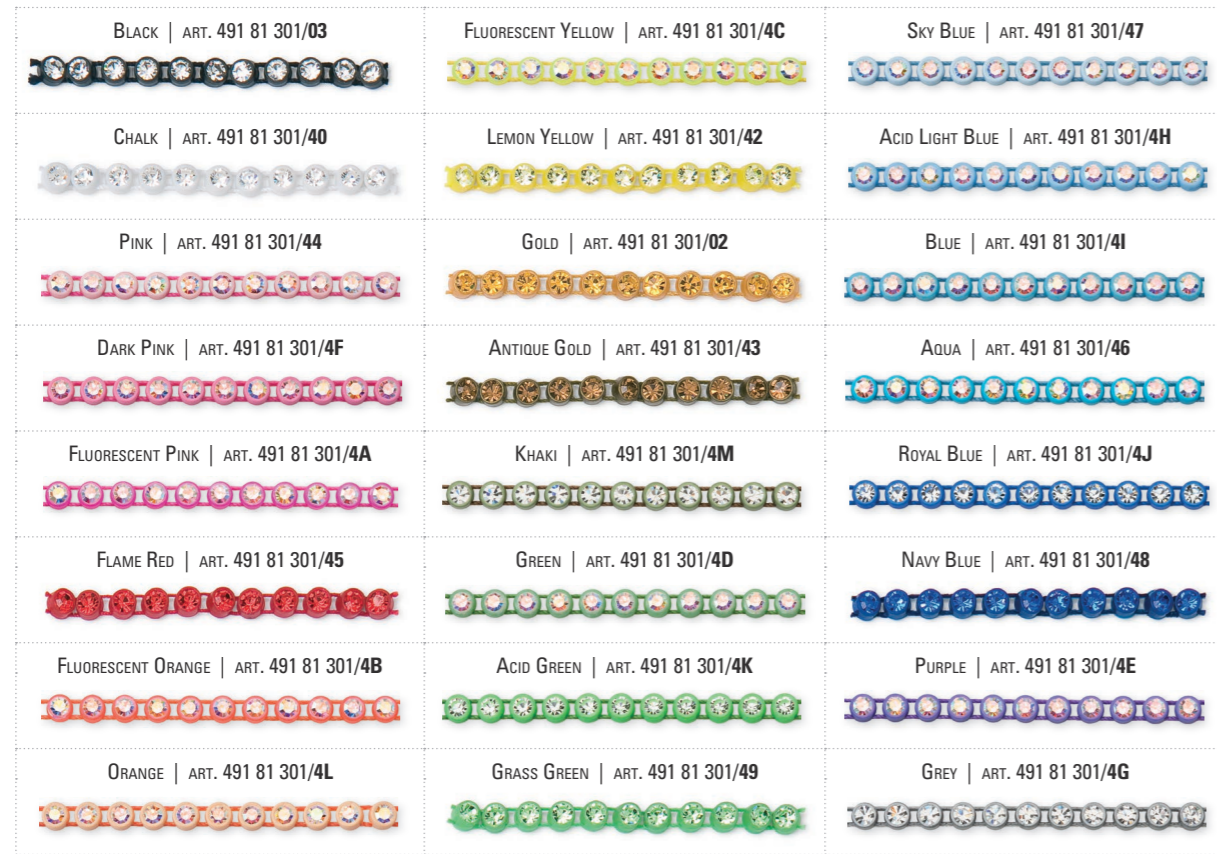 BLACK | ART. 491 81 301/03
FLUORESCENT YELLOW | ART. 491 81 301/4C
SKY BLUE | ART. 491 81 301/47
CHALK | ART. 491 81 301/40
LEMON YELLOW | ART. 491 81 301/42
ACID LIGHT BLUE | ART. 491 81 301/4H
PINK | ART. 491 81 301/44
GOLD | ART. 491 81 301/02
BLUE | ART. 491 81 301/4I
DARK PINK | ART. 491 81 301/4F
ANTIQUE GOLD | ART. 491 81 301/43
AQUA | ART. 491 81 301/46
FLUORESCENT PINK | ART. 491 81 301/4A
KHAKI | ART. 491 81 301/4M
ROYAL BLUE | ART. 491 81 301/4J
FLAME RED | ART. 491 81 301/45
GREEN | ART. 491 81 301/4D
NAVY BLUE | ART. 491 81 301/48
FLUORESCENT ORANGE | ART. 491 81 301/4B
ACID GREEN | ART. 491 81 301/4K
PURPLE | ART. 491 81 301/4E
ORANGE | ART. 491 81 301/4L
GRASS GREEN | ART. 491 81 301/49
GREY | ART. 491 81 301/4G